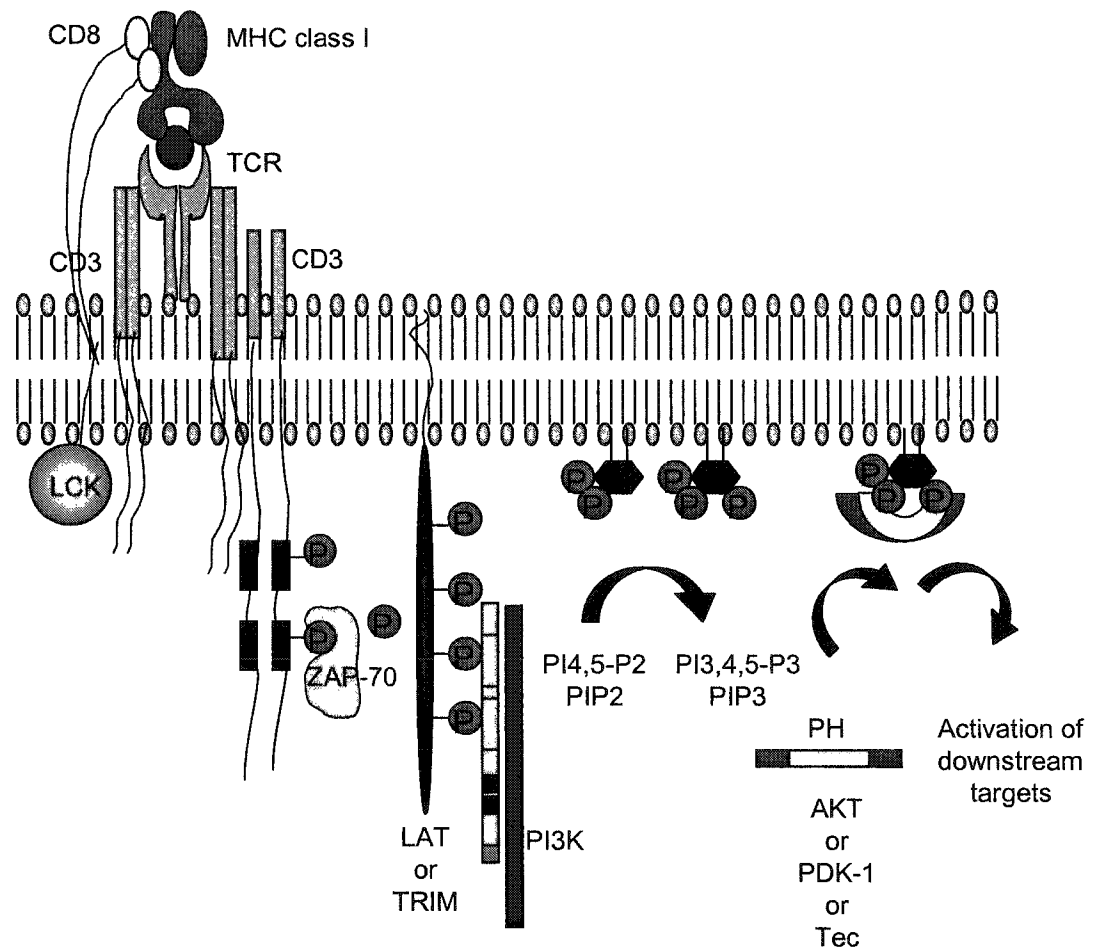 CD8
MHC class I
TCR
CD3
CD3
LCK
P
P
P
P
P
P
P
ZAP-70
P
P
P
P
P
P
P
P
PI4,5-P2
PIP2
PI3,4,5-P3
PIP3
PH
Activation of
downstream
targets
LAT
or
TRIM
PI3K
AKT
or
PDK-1
or
Tec